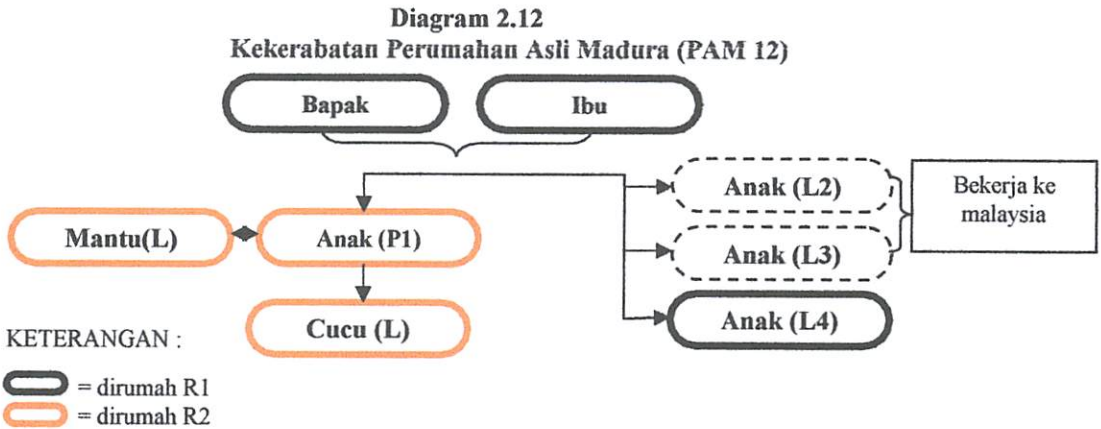 Diagram 2.12
Kekerabatan Perumahan Asli Madura (PAM 12)
Bapak
Ibu
Anak (L2)
Bekerja ke
malaysia
Mantu(L)
Anak (P1)
Anak (L3)
Cucu (L)
Anak (L4)
KETERANGAN :
= dirumah R1
= dirumah R2